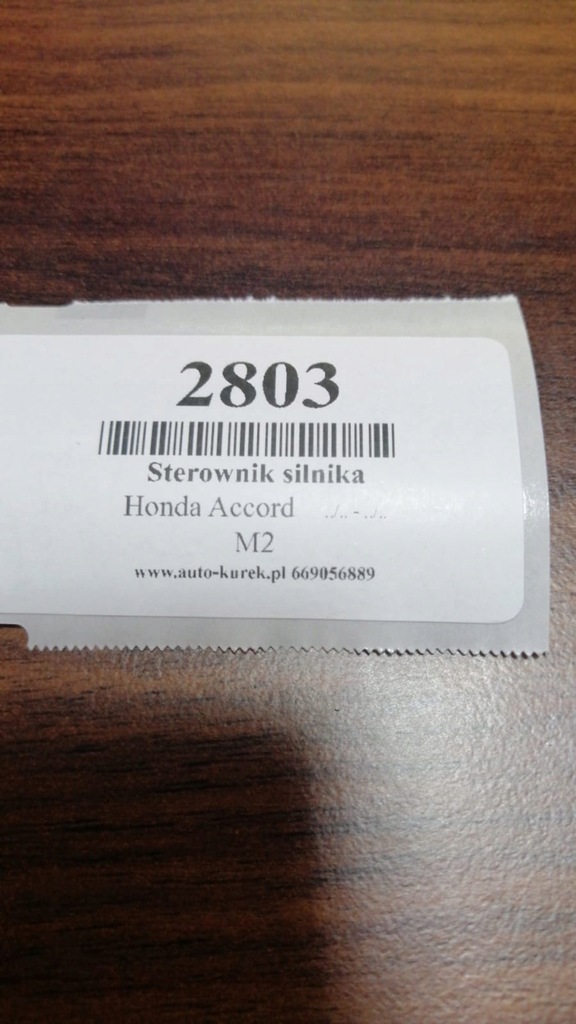 2803
Sterownik silnika
Honda Accord ../.. - ../..
M2
www.auto-kurek.pl 669056889